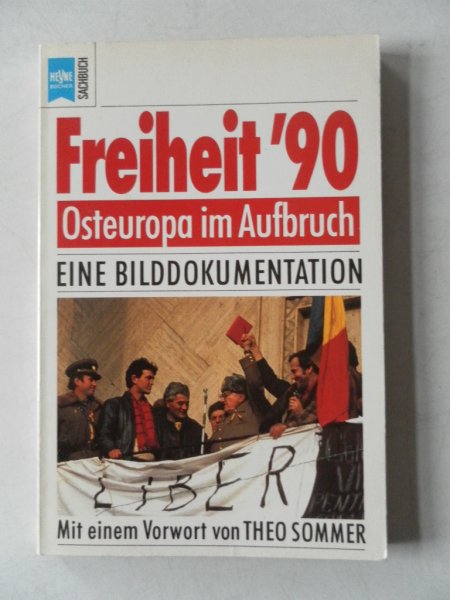 HEYNE
BÜCHER
SACHBUCH
Freiheit '90
Osteuropa im Aufbruch
EINE BILDDOKUMENTATION
LIBER
Mit einem Vorwort von THEO SOMMER